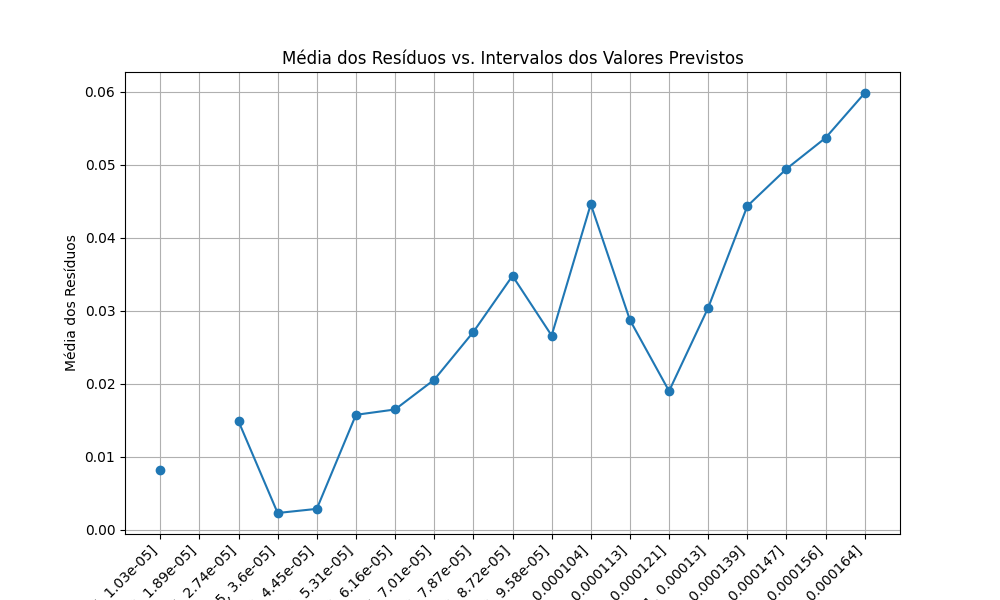 Média dos Resíduos vs. Intervalos dos Valores Previstos
0.06
0.05
0.04
0.03
0.02
0.01
0.00
Média dos Resíduos
1.03e-05]
1.89e-05]
2.74e-05]
5, 3.6e-05]
4.45e-05]
5.31e-05]
6.16e-05]
7.01e-05]
7.87e-05]
8.72e-05]
9.58e-05]
0.000104]
0.000113]
0.000121]
0.00013]
0.000139]
0.000147]
0.000156]
0.000164]